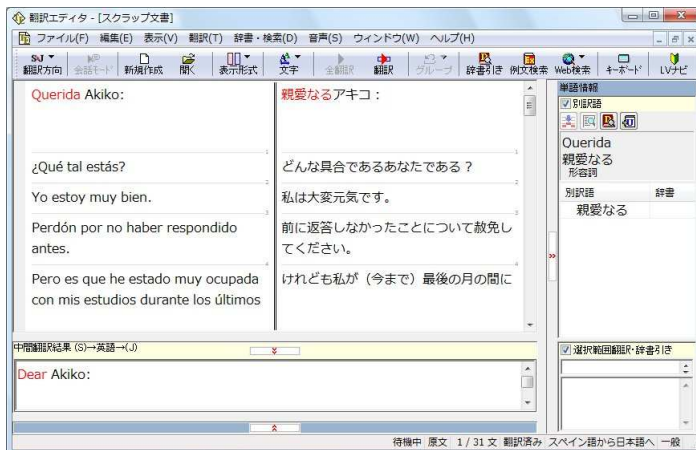 翻訳エディタ - [スクラップ文書]
ファイル(F) 編集(E) 表示(V) 翻訳(T) 辞書・検索(D) 音声(S) ウィンドウ(W) ヘルプ(H)
翻訳方向 会話モード 新規作成 開く 表示形式 文字 全翻訳 翻訳 グループ 辞書引き 例文検索 Web検索 キーボード LVナビ
Querida Akiko:
親愛なるアキコ：
1
1
¿Qué tal estás?
どんな具合であるあなたである？
2
2
Yo estoy muy bien.
私は大変元気です。
3
3
Perdón por no haber respondido
antes.
前に返答しなかったことについて赦免し
てください。
4
4
Pero es que he estado muy ocupada
con mis estudios durante los últimos
けれども私が（今まで）最後の月の間に
単語情報
別訳語
Querida
親愛なる
形容詞
別訳語 辞書
親愛なる
中間翻訳結果 (S)→英語→(J)
Dear Akiko:
選択範囲翻訳・辞書引き
待機中 原文 1 / 31 文 翻訳済み スペイン語から日本語へ 一般